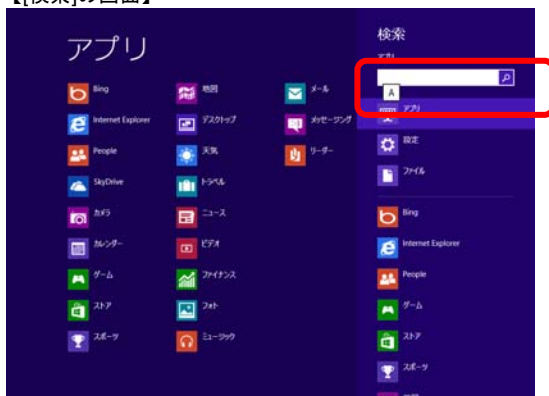 【[検索]の画面】
アプリ
Bing
Internet Explorer
People
SkyDrive
カメラ
カレンダー
ゲーム
ストア
スポーツ
地図
デスクトップ
天気
トラベル
ニュース
ビデオ
ファイナンス
フォト
ミュージック
メール
メッセージング
リーダー
検索
アプリ
A
アプリ
設定
ファイル
Bing
Internet Explorer
People
ゲーム
ストア
スポーツ